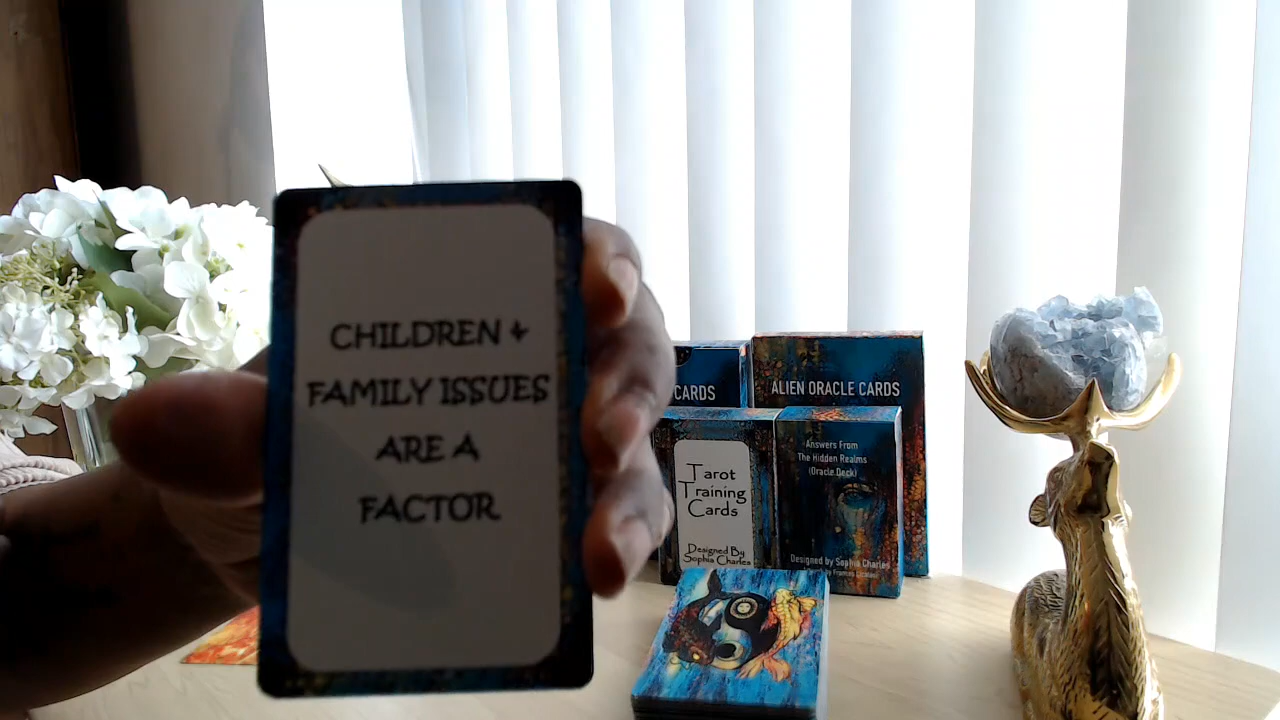 CHILDREN +
FAMILY ISSUES
ARE A
FACTOR
CARDS
ALIEN ORACLE CARDS
Tarot
Training
Cards
Designed By
Sophia Charles
Answers From
The Hidden Realms
(Oracle Deck)
Designed by Sophia Charles